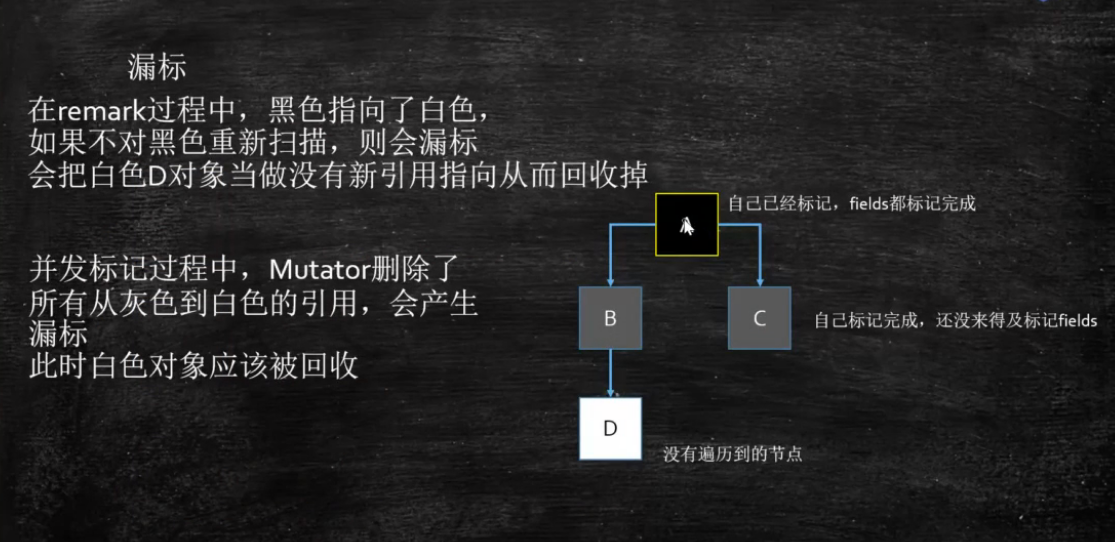 漏标
在remark过程中，黑色指向了白色，
如果不对黑色重新扫描，则会漏标
会把白色D对象当做没有新引用指向从而回收掉
A
自己已经标记，fields都标记完成
并发标记过程中，Mutator删除了
所有从灰色到白色的引用，会产生
漏标
此时白色对象应该被回收
B
C
自己标记完成，还没来得及标记fields
D
没有遍历到的节点